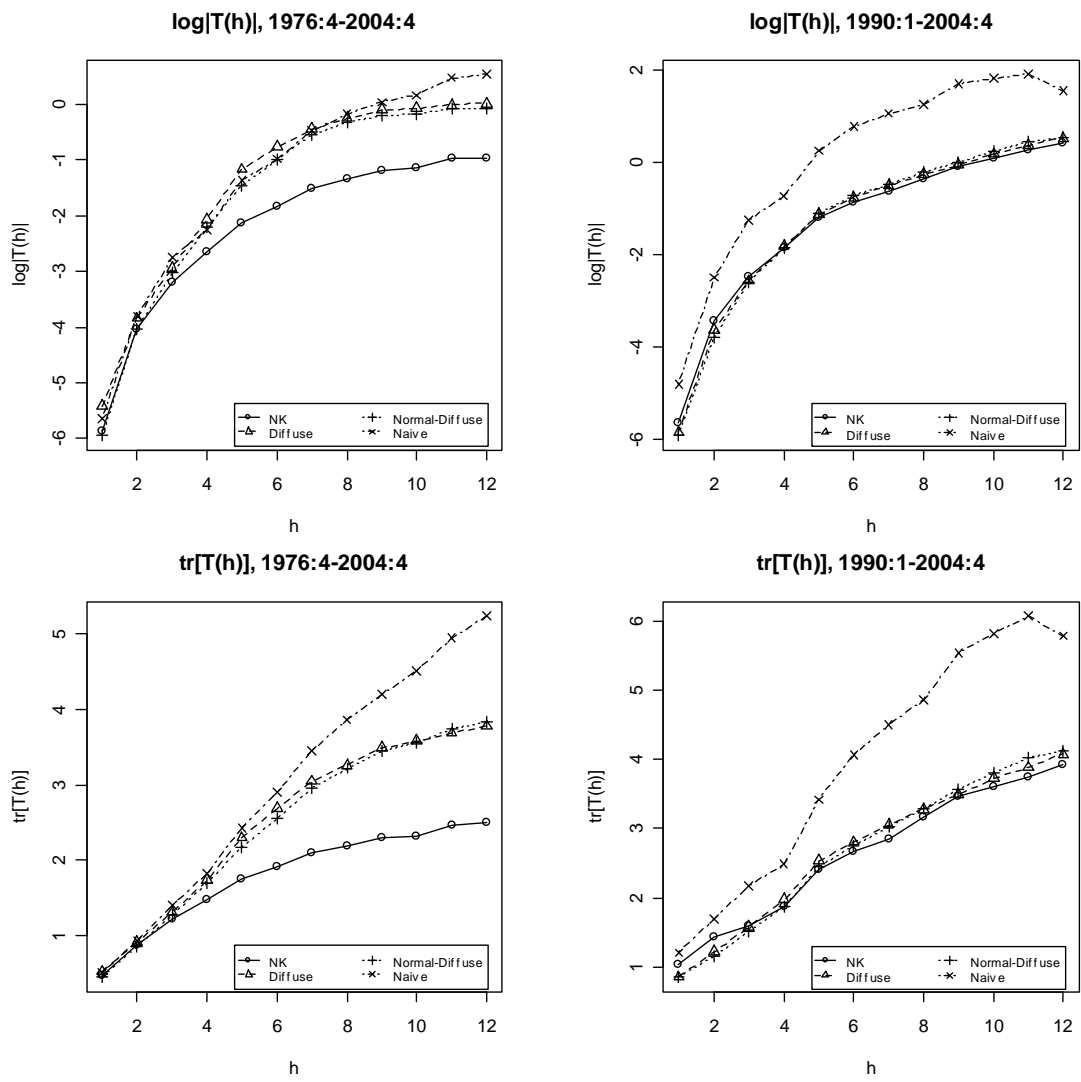 log|T(h)|, 1976:4-2004:4
log|T(h)|
0
-1
-2
-3
-4
-5
-6
2 4 6 8 10 12
h
NK Normal-Diffuse
Diffuse Naive
log|T(h)|, 1990:1-2004:4
log|T(h)|
2
0
-2
-4
-6
2 4 6 8 10 12
h
NK Normal-Diffuse
Diffuse Naive
tr[T(h)], 1976:4-2004:4
tr[T(h)]
5
4
3
2
1
2 4 6 8 10 12
h
NK Normal-Diffuse
Diffuse Naive
tr[T(h)], 1990:1-2004:4
tr[T(h)]
6
5
4
3
2
1
2 4 6 8 10 12
h
NK Normal-Diffuse
Diffuse Naive